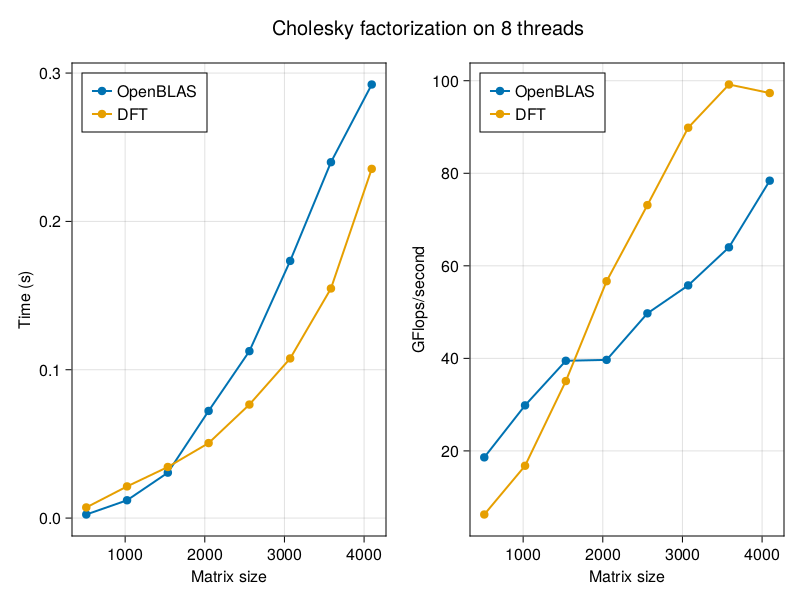 Cholesky factorization on 8 threads
OpenBLAS
DFT
0.3
0.2
0.1
0.0
Time (s)
1000 2000 3000 4000
Matrix size
OpenBLAS
DFT
100
80
60
40
20
GFlops/second
1000 2000 3000 4000
Matrix size